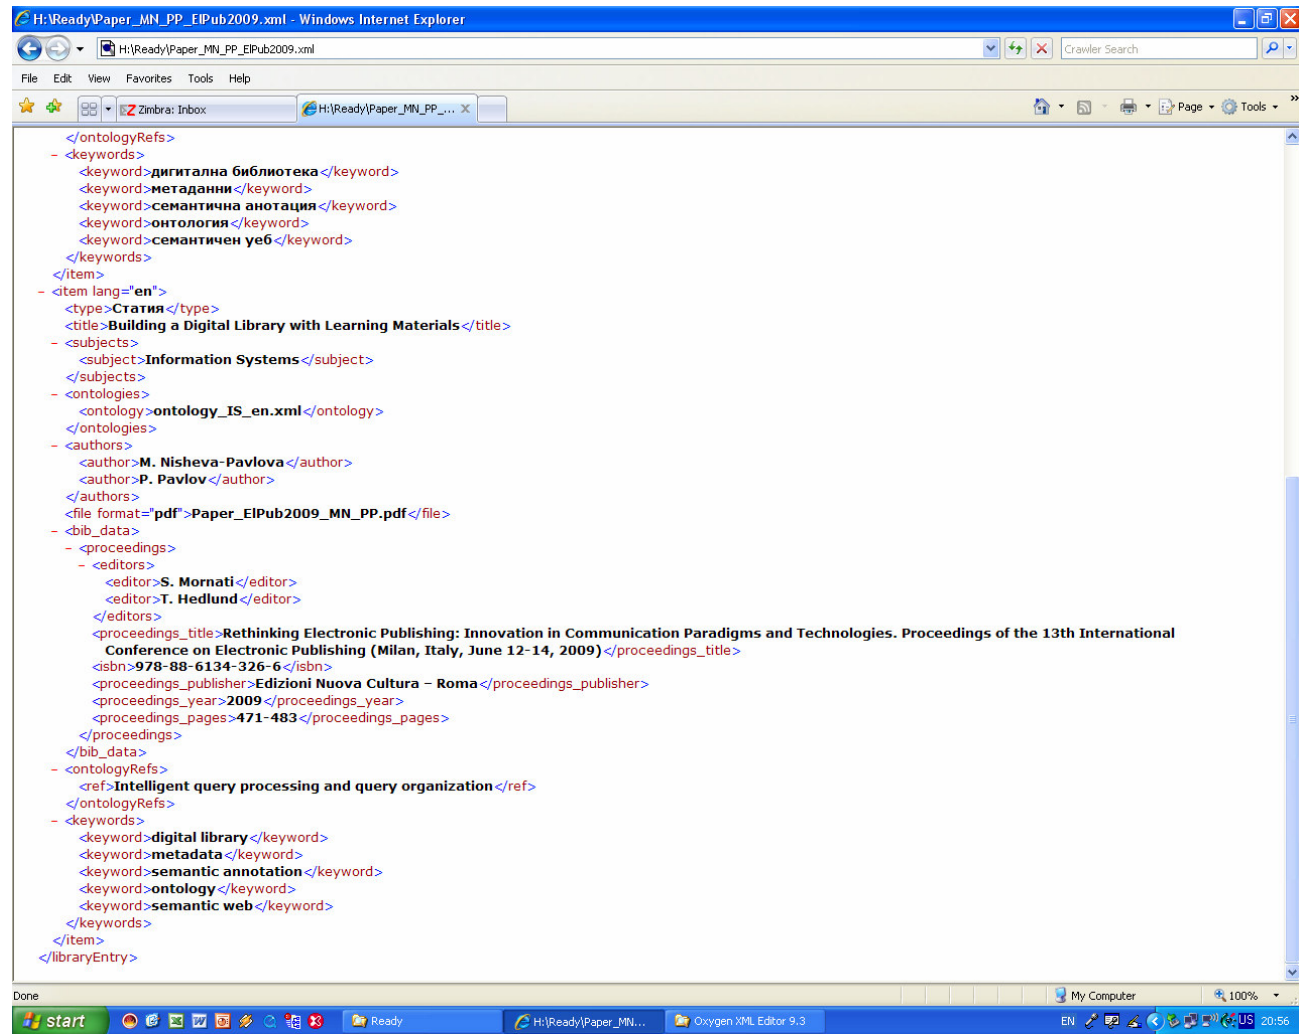 H:\Ready\Paper_MN_PP_ElPub2009.xml - Windows Internet Explorer
H:\Ready\Paper_MN_PP_ElPub2009.xml
Crawler Search
File Edit View Favorites Tools Help
Zimbra: Inbox
H:\Ready\Paper_MN_PP_...
Page
Tools
</ontologyRefs>
- <keywords>
<keyword>дигитална библиотека</keyword>
<keyword>метаданни</keyword>
<keyword>семантична анотация</keyword>
<keyword>онтология</keyword>
<keyword>семантичен уеб</keyword>
</keywords>
</item>
- <item lang="en">
<type>Статия</type>
<title>Building a Digital Library with Learning Materials</title>
- <subjects>
<subject>Information Systems</subject>
</subjects>
- <ontologies>
<ontology>ontology_IS_en.xml</ontology>
</ontologies>
- <authors>
<author>M. Nisheva-Pavlova</author>
<author>P. Pavlov</author>
</authors>
<file format="pdf">Paper_ElPub2009_MN_PP.pdf</file>
- <bib_data>
- <proceedings>
- <editors>
<editor>S. Mornati</editor>
<editor>T. Hedlund</editor>
</editors>
<proceedings_title>Rethinking Electronic Publishing: Innovation in Communication Paradigms and Technologies. Proceedings of the 13th International
Conference on Electronic Publishing (Milan, Italy, June 12-14, 2009)</proceedings_title>
<isbn>978-88-6134-326-6</isbn>
<proceedings_publisher>Edizioni Nuova Cultura – Roma</proceedings_publisher>
<proceedings_year>2009</proceedings_year>
<proceedings_pages>471-483</proceedings_pages>
</proceedings>
</bib_data>
- <ontologyRefs>
<ref>Intelligent query processing and query organization</ref>
</ontologyRefs>
- <keywords>
<keyword>digital library</keyword>
<keyword>metadata</keyword>
<keyword>semantic annotation</keyword>
<keyword>ontology</keyword>
<keyword>semantic web</keyword>
</keywords>
</item>
</libraryEntry>
Done
My Computer
100%
start
Ready
H:\Ready\Paper_MN...
Oxygen XML Editor 9.3
EN
US
20:56